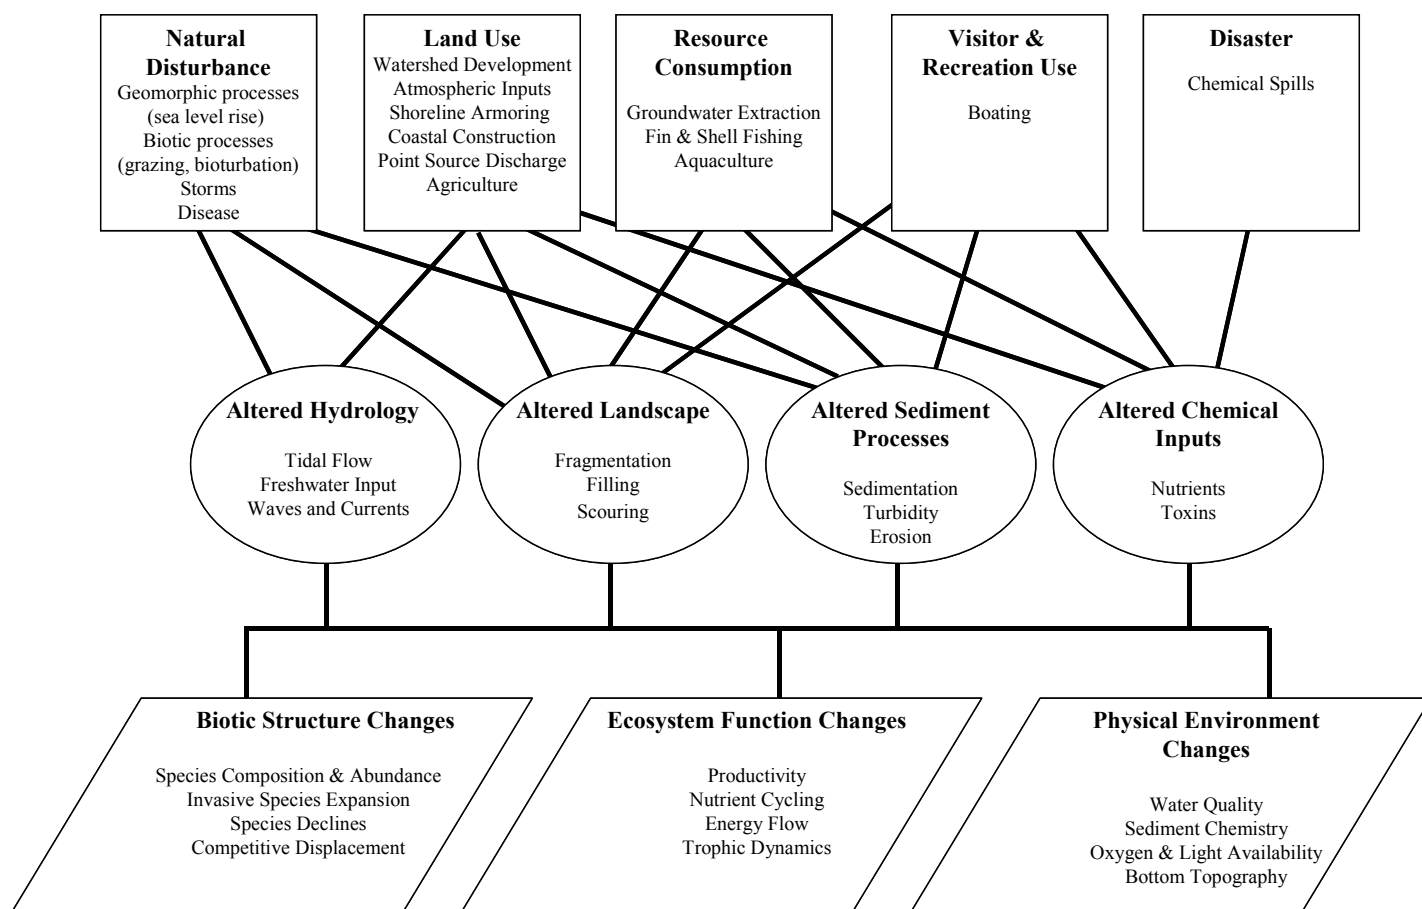 Natural
Disturbance
Geomorphic processes
(sea level rise)
Biotic processes
(grazing, bioturbation)
Storms
Disease
Land Use
Watershed Development
Atmospheric Inputs
Shoreline Armoring
Coastal Construction
Point Source Discharge
Agriculture
Resource
Consumption
Groundwater Extraction
Fin & Shell Fishing
Aquaculture
Visitor &
Recreation Use
Boating
Disaster
Chemical Spills
Altered Hydrology
Tidal Flow
Freshwater Input
Waves and Currents
Altered Landscape
Fragmentation
Filling
Scouring
Altered Sediment
Processes
Sedimentation
Turbidity
Erosion
Altered Chemical
Inputs
Nutrients
Toxins
Biotic Structure Changes
Species Composition & Abundance
Invasive Species Expansion
Species Declines
Competitive Displacement
Ecosystem Function Changes
Productivity
Nutrient Cycling
Energy Flow
Trophic Dynamics
Physical Environment
Changes
Water Quality
Sediment Chemistry
Oxygen & Light Availability
Bottom Topography